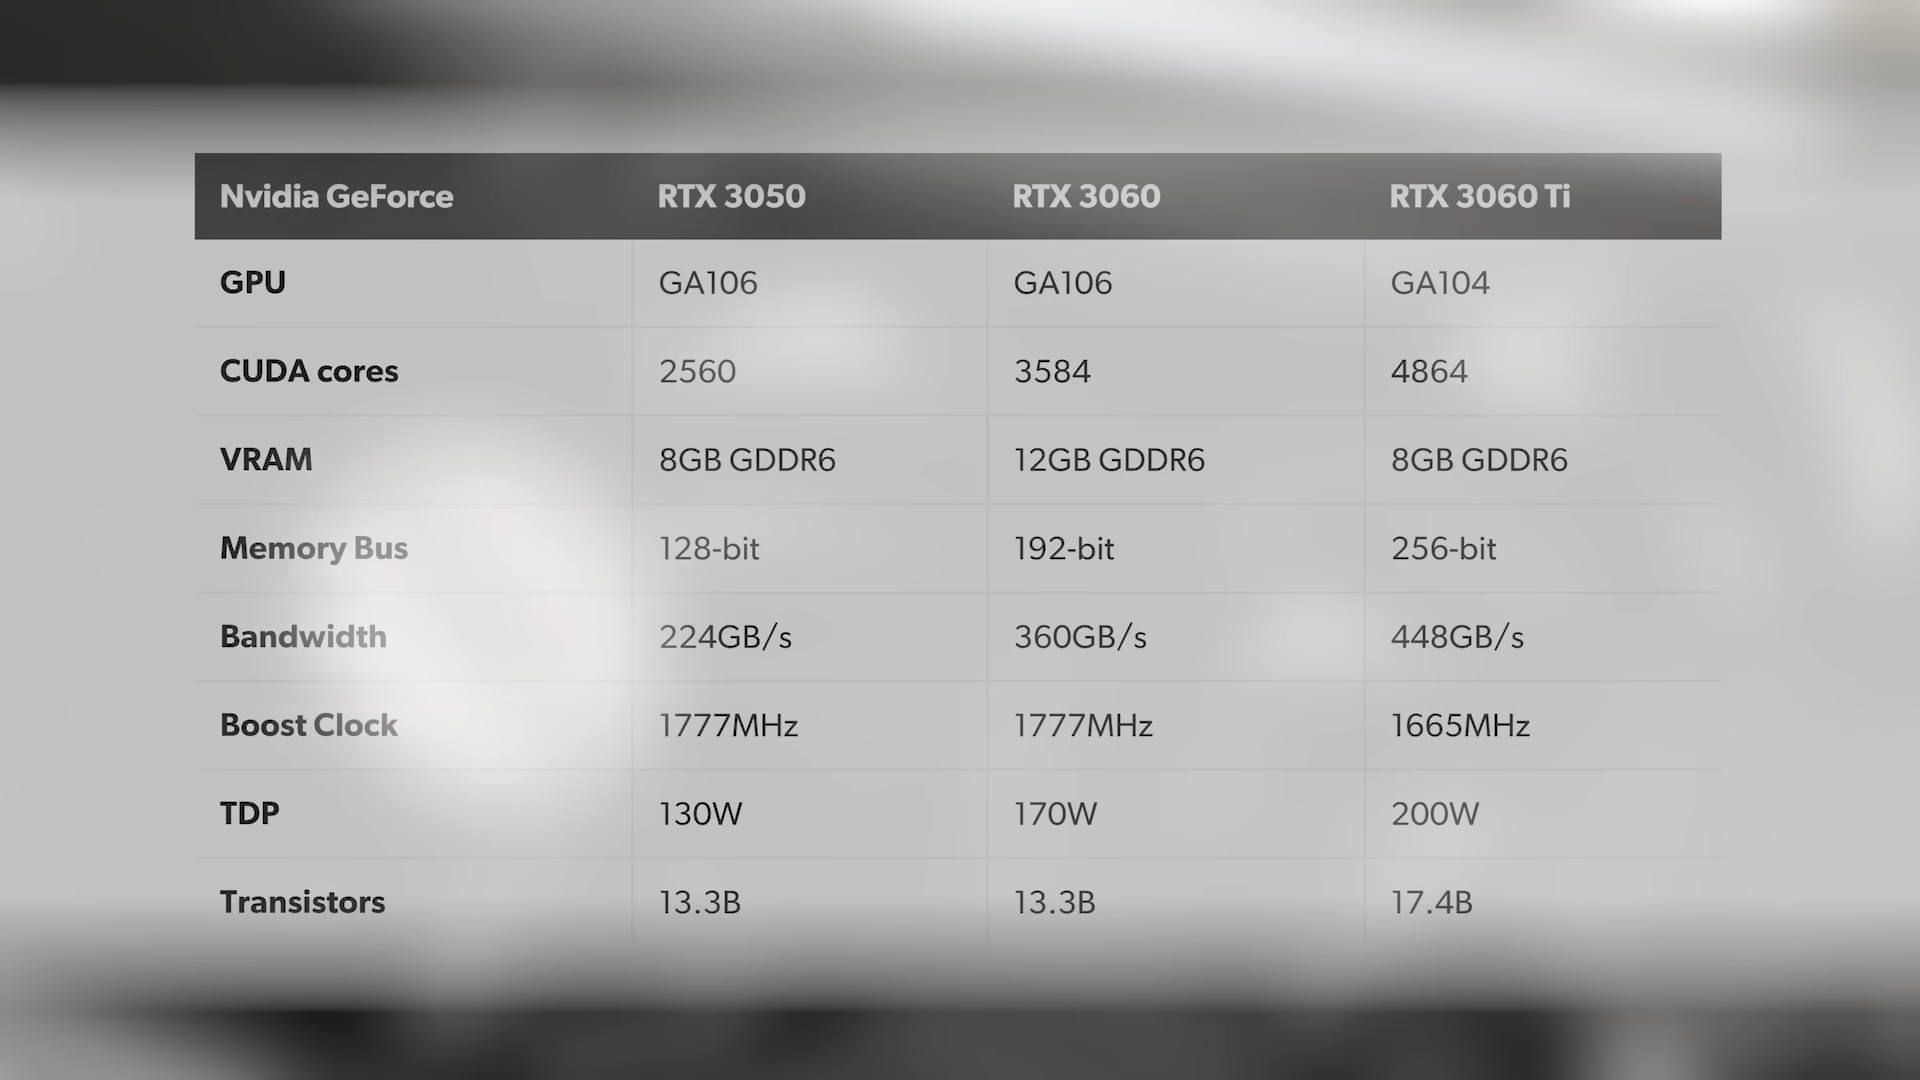 Nvidia GeForce RTX 3050 RTX 3060 RTX 3060 Ti
GPU GA106 GA106 GA104
CUDA cores 2560 3584 4864
VRAM 8GB GDDR6 12GB GDDR6 8GB GDDR6
Memory Bus 128-bit 192-bit 256-bit
Bandwidth 224GB/s 360GB/s 448GB/s
Boost Clock 1777MHz 1777MHz 1665MHz
TDP 130W 170W 200W
Transistors 13.3B 13.3B 17.4B